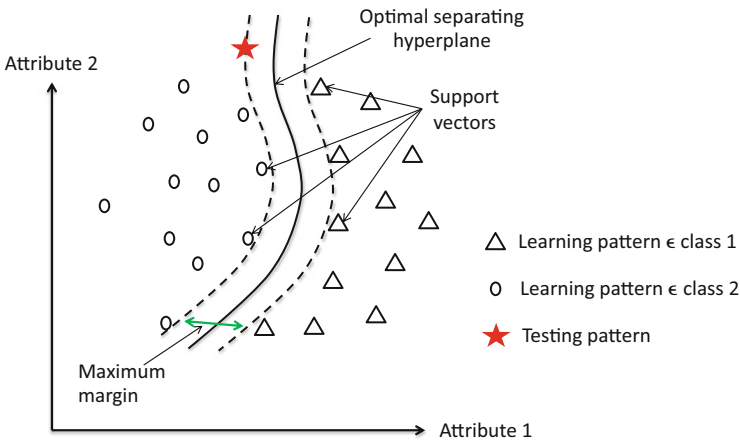 Optimal separating
hyperplane
Attribute 2
Support
vectors
Learning pattern ϵ class 1
Learning pattern ϵ class 2
Testing pattern
Maximum
margin
Attribute 1